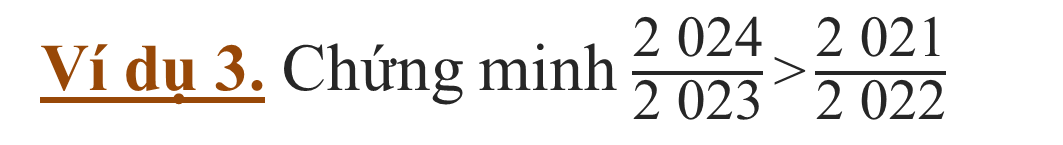 Ví dụ 3. Chứng minh 2 024/2 023 > 2 021/2 022